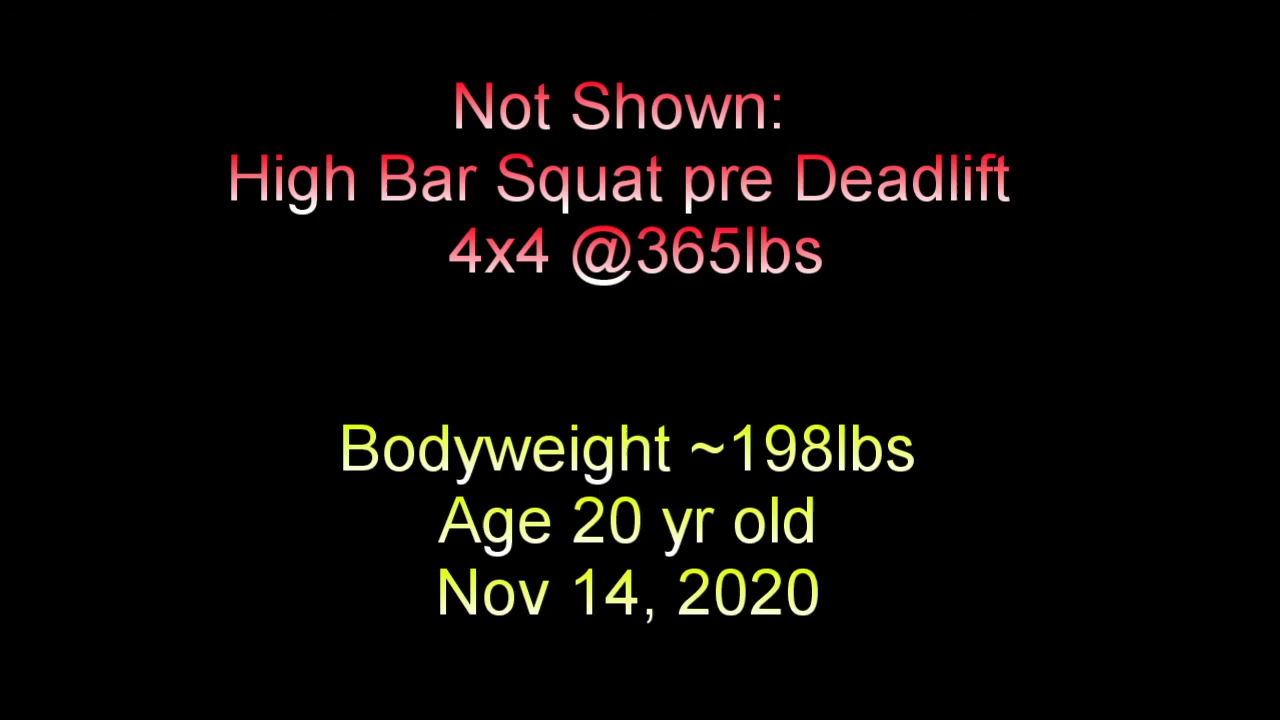 Not Shown:
High Bar Squat pre Deadlift
4x4 @365lbs
Bodyweight ~198lbs
Age 20 yr old
Nov 14, 2020